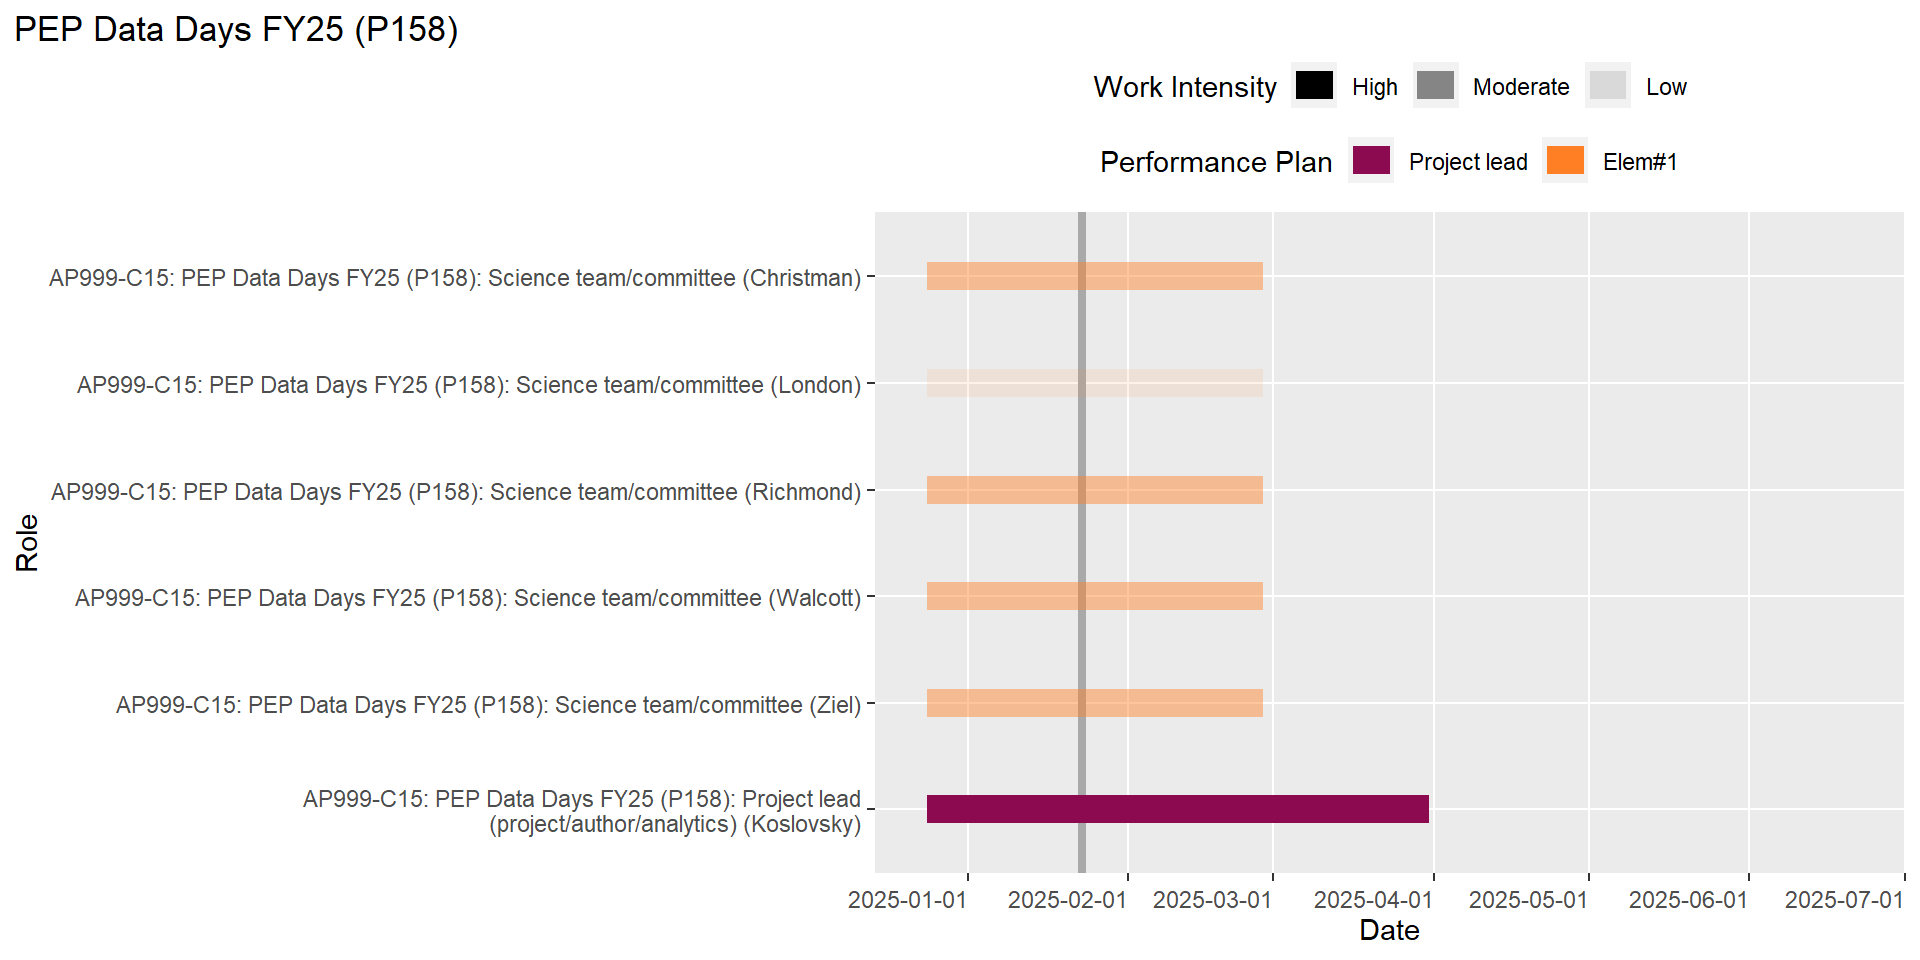 PEP Data Days FY25 (P158)
Work Intensity High Moderate Low
Performance Plan Project lead Elem#1
AP999-C15: PEP Data Days FY25 (P158): Science team/committee (Christman)
AP999-C15: PEP Data Days FY25 (P158): Science team/committee (London)
AP999-C15: PEP Data Days FY25 (P158): Science team/committee (Richmond)
AP999-C15: PEP Data Days FY25 (P158): Science team/committee (Walcott)
AP999-C15: PEP Data Days FY25 (P158): Science team/committee (Ziel)
AP999-C15: PEP Data Days FY25 (P158): Project lead
(project/author/analytics) (Koslovsky)
Role
2025-01-01 2025-02-01 2025-03-01 2025-04-01 2025-05-01 2025-06-01 2025-07-01
Date